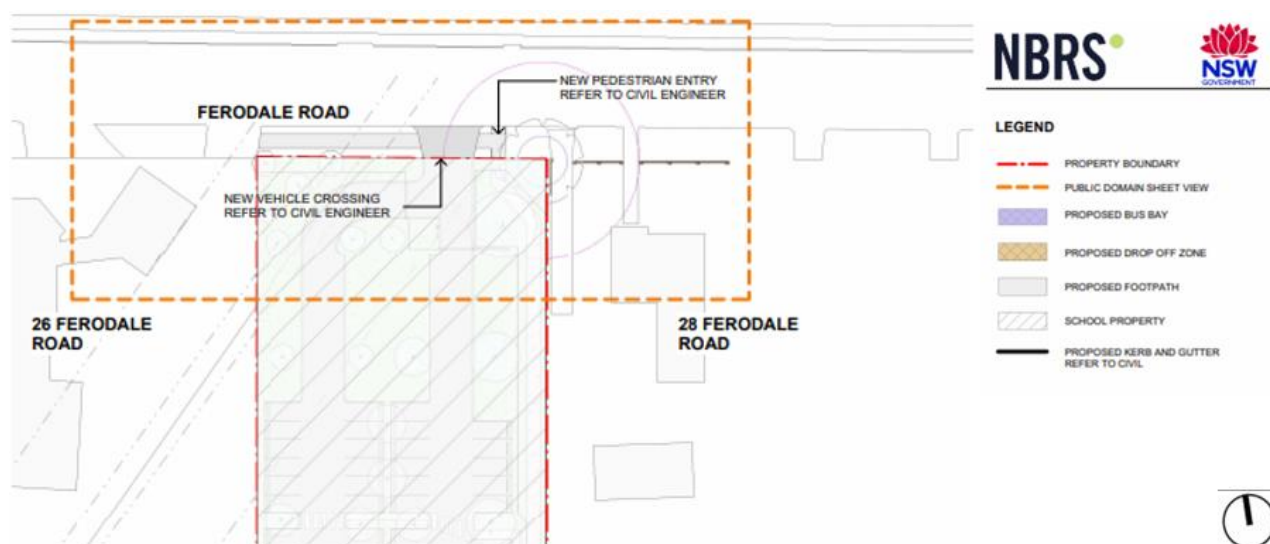 FERODALE ROAD
NEW PEDESTRIAN ENTRY
REFER TO CIVIL ENGINEER
NEW VEHICLE CROSSING
REFER TO CIVIL ENGINEER
26 FERODALE
ROAD
28 FERODALE
ROAD
NBRS
NSW
GOVERNMENT
LEGEND
PROPERTY BOUNDARY
PUBLIC DOMAIN SHEET VIEW
PROPOSED BUS BAY
PROPOSED DROP OFF ZONE
PROPOSED FOOTPATH
SCHOOL PROPERTY
PROPOSED KERB AND GUTTER
REFER TO CIVIL